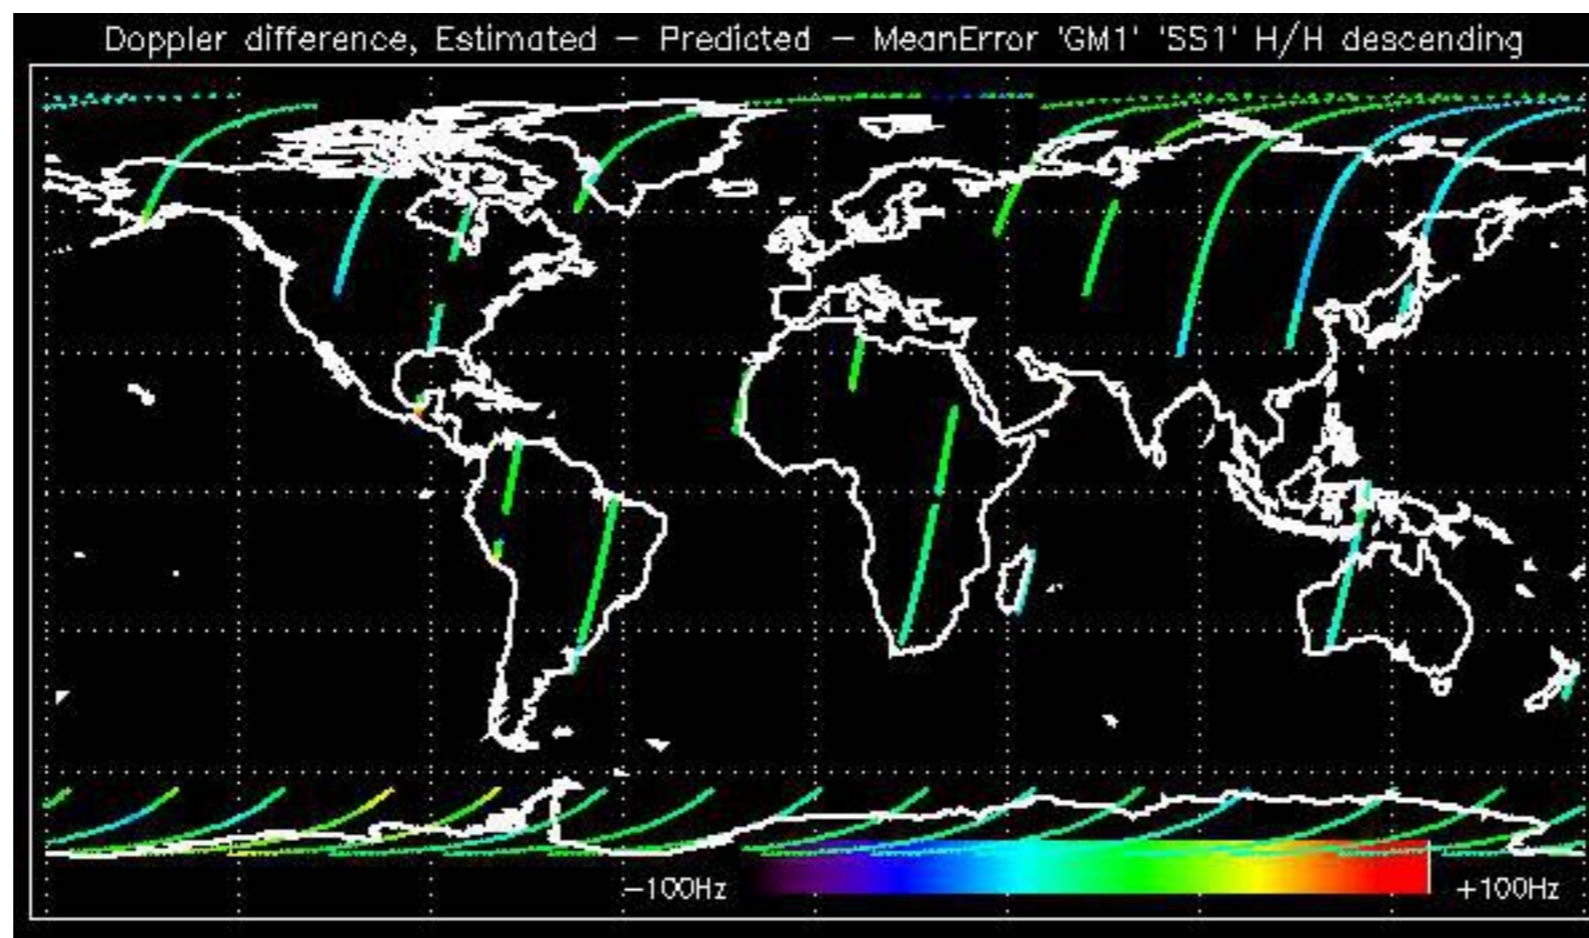 Doppler difference, Estimated – Predicted – MeanError 'GM1' 'SS1' H/H descending
−100Hz
+100Hz